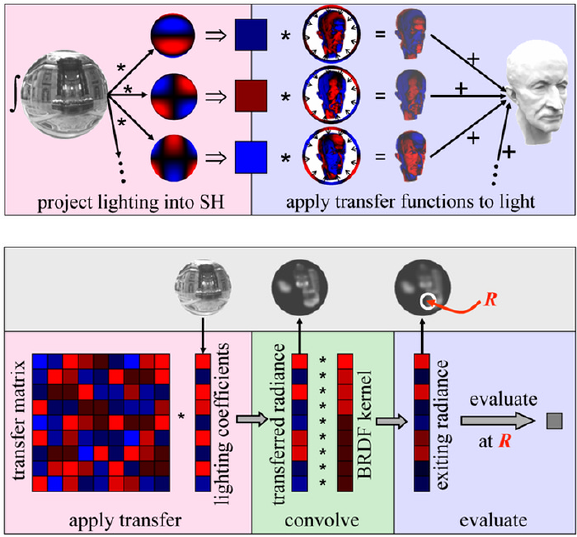 project lighting into SH
apply transfer functions to light
R
transfer matrix
lighting coefficients
transferred radiance
BRDF kernel
exiting radiance
evaluate
at R
apply transfer
convolve
evaluate